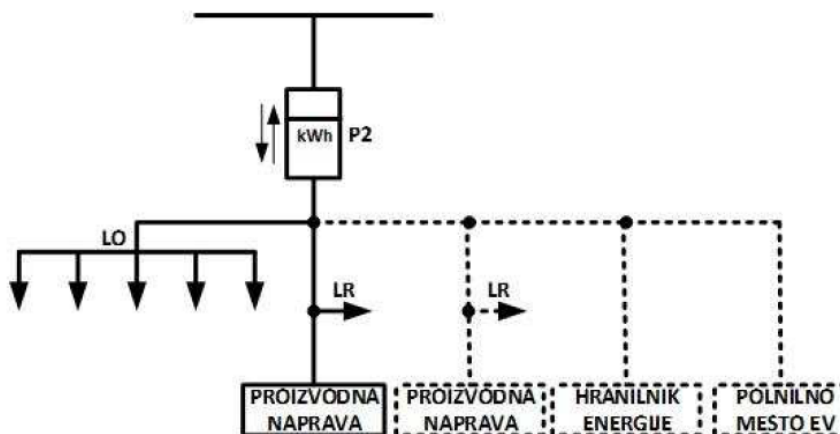 kWh P2
LO
LR LR
PROIZVODNA PROIZVODNA HRANILNIK POLNILNO
NAPRAVA NAPRAVA ENERGIJE MESTO EV